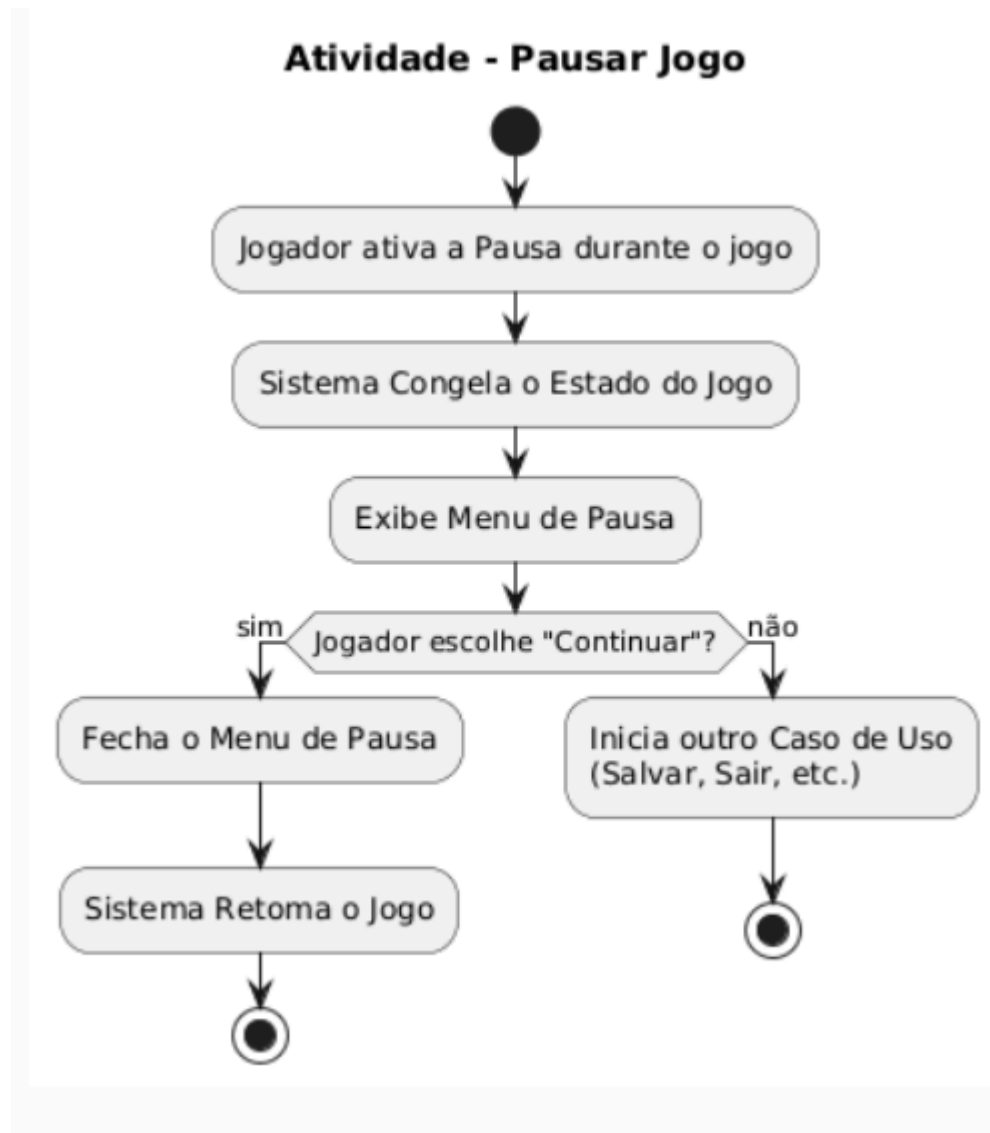 Atividade - Pausar Jogo
Jogador ativa a Pausa durante o jogo
Sistema Congela o Estado do Jogo
Exibe Menu de Pausa
sim
Jogador escolhe "Continuar"?
não
Fecha o Menu de Pausa
Inicia outro Caso de Uso
(Salvar, Sair, etc.)
Sistema Retoma o Jogo